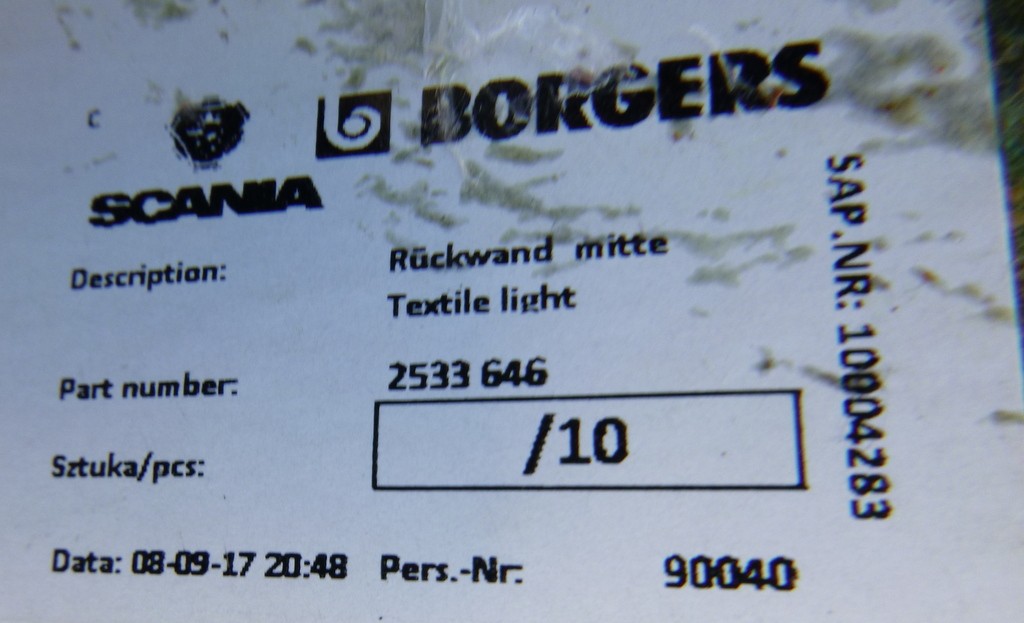 C
BORGERS
SCANIA
Description: Rückwand mitte
Textile light
Part number: 2533 646
Sztuka/pcs: /10
Data: 08-09-17 20:48 Pers.-Nr: 90040
SAP.NR: 10004283